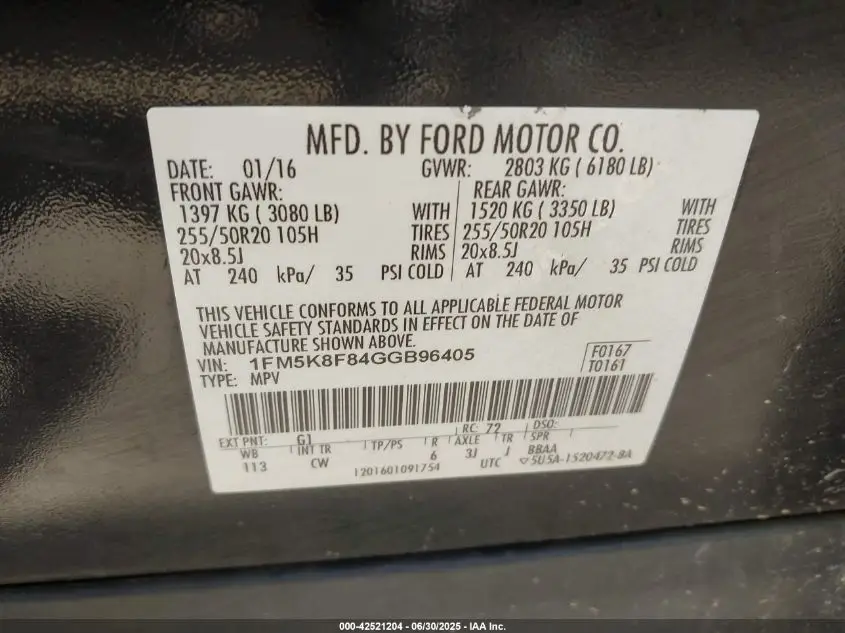 MFD. BY FORD MOTOR CO.
DATE: 01/16 GVWR: 2803 KG ( 6180 LB)
FRONT GAWR: REAR GAWR:
1397 KG ( 3080 LB) WITH 1520 KG ( 3350 LB) WITH
255/50R20 105H TIRES 255/50R20 105H TIRES
20x8.5J RIMS 20x8.5J RIMS
AT 240 kPa/ 35 PSI COLD AT 240 kPa/ 35 PSI COLD
THIS VEHICLE CONFORMS TO ALL APPLICABLE FEDERAL MOTOR
VEHICLE SAFETY STANDARDS IN EFFECT ON THE DATE OF
MANUFACTURE SHOWN ABOVE.
VIN: 1FM5K8F84GGB96405 F0167
TYPE: MPV T0161
RC: 72 DSO:
EXT PNT: G1 INT TR TP/PS R AXLE TR SPR
WB 6 3J J BBAA
113 CW 1201601091754 UTC 5U5A-1520472-BA
000-42521204 - 06/30/2025 - IAA Inc.